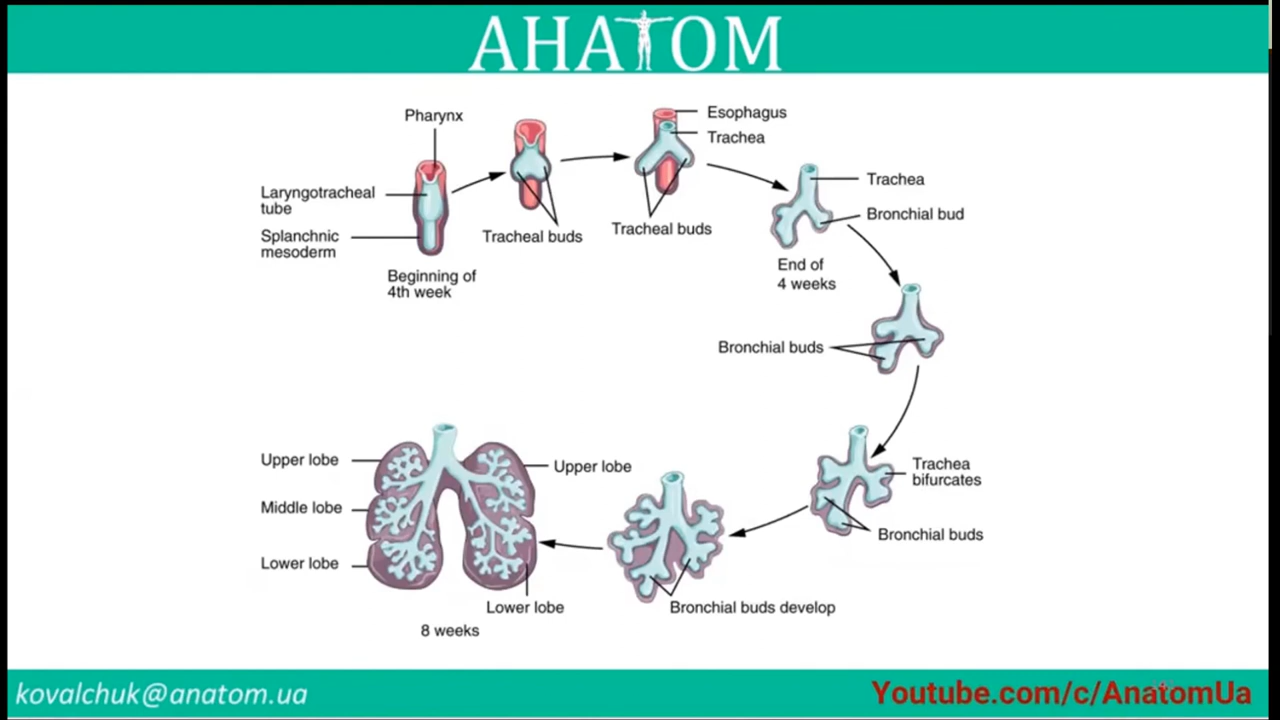 АНАТОМ
Pharynx
Laryngotracheal
tube
Splanchnic
mesoderm
Beginning of
4th week
Tracheal buds
Esophagus
Trachea
Tracheal buds
Trachea
Bronchial bud
End of
4 weeks
Bronchial buds
Trachea
bifurcates
Bronchial buds
Bronchial buds develop
Upper lobe
Middle lobe
Lower lobe
Upper lobe
Lower lobe
8 weeks
kovalchuk@anatom.ua
Youtube.com/c/AnatomUa